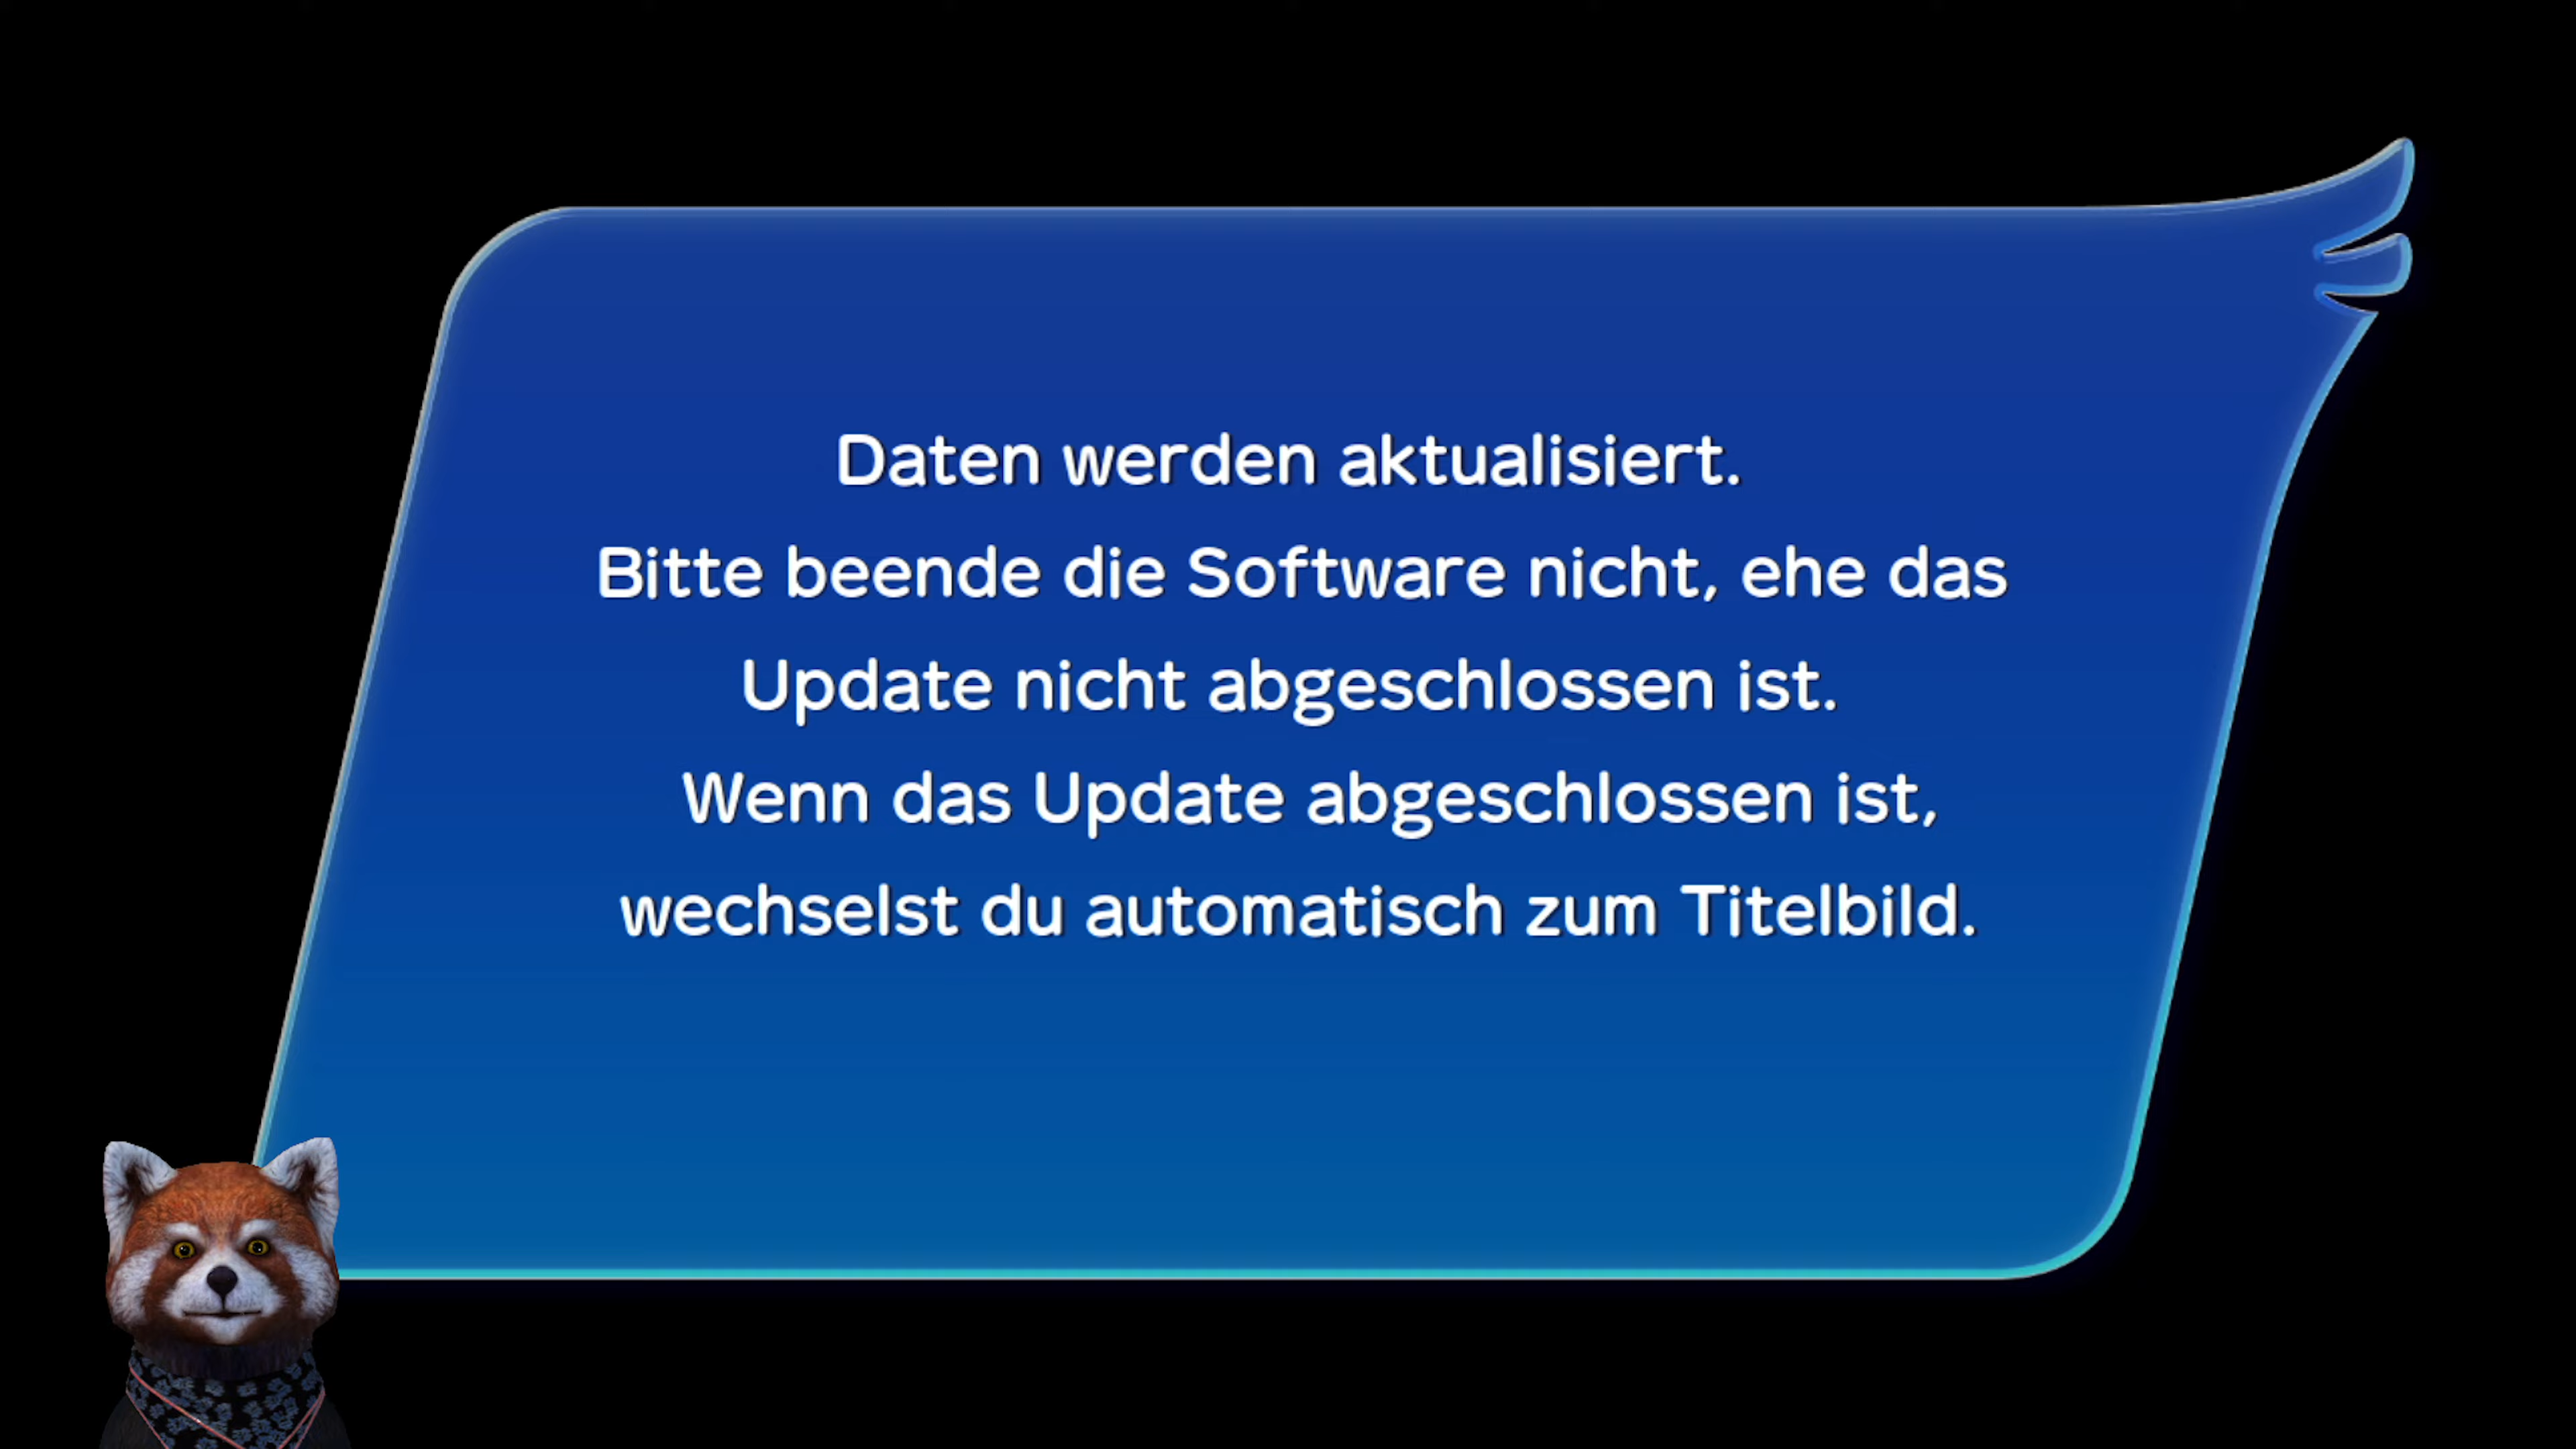 Daten werden aktualisiert.
Bitte beende die Software nicht, ehe das
Update nicht abgeschlossen ist.
Wenn das Update abgeschlossen ist,
wechselst du automatisch zum Titelbild.